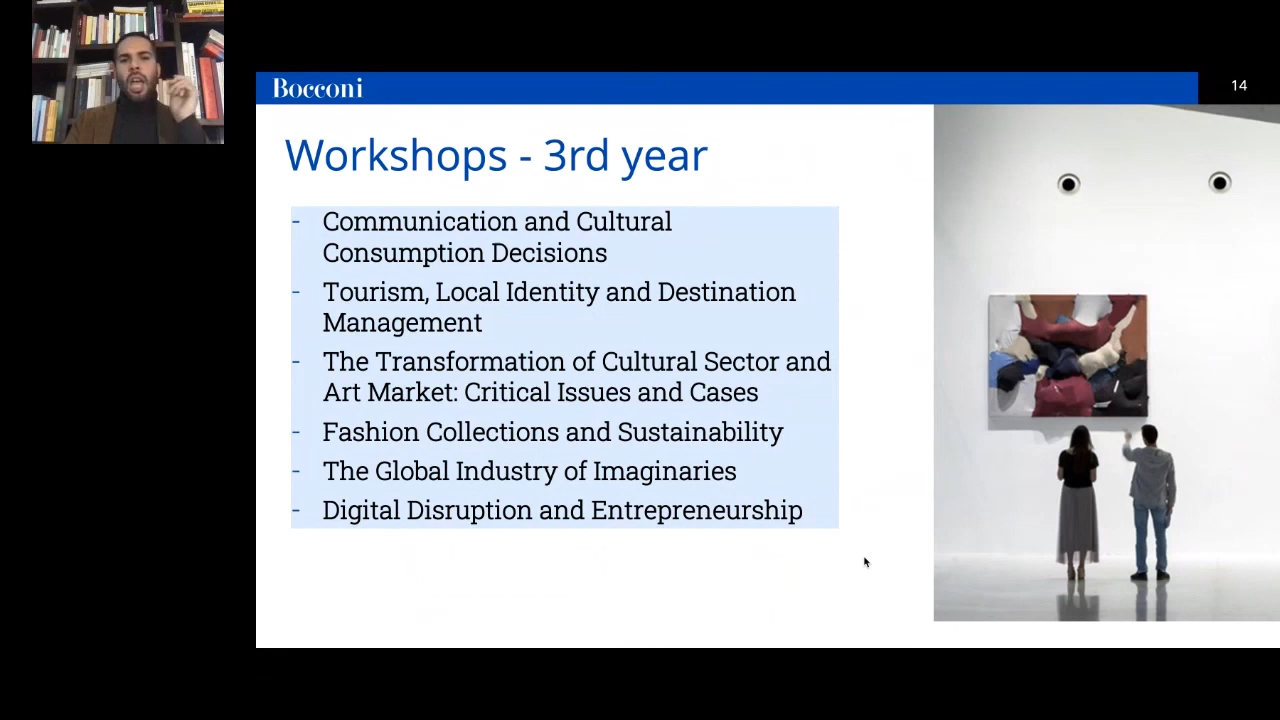 Bocconi
14
Workshops - 3rd year
- Communication and Cultural
Consumption Decisions
- Tourism, Local Identity and Destination
Management
- The Transformation of Cultural Sector and
Art Market: Critical Issues and Cases
- Fashion Collections and Sustainability
- The Global Industry of Imaginaries
- Digital Disruption and Entrepreneurship